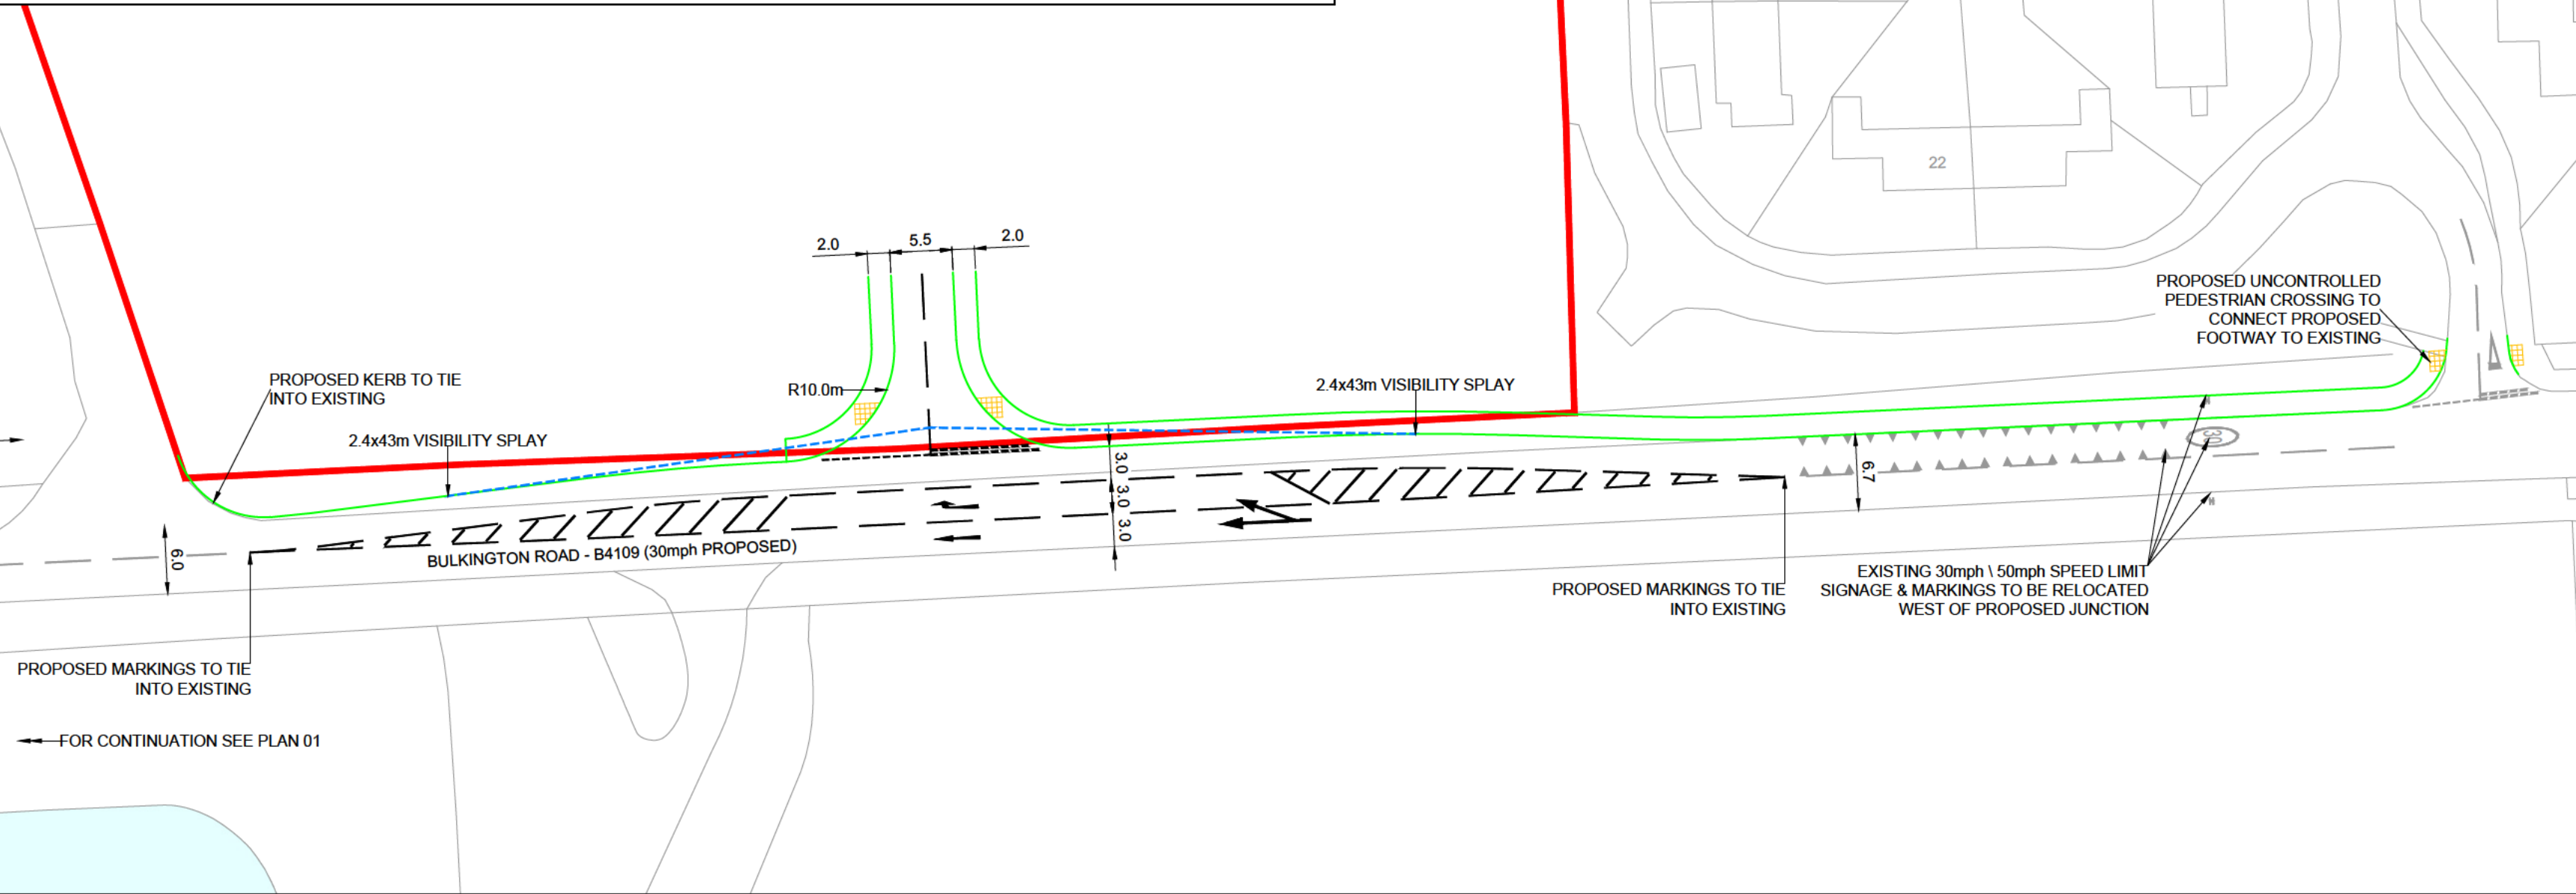 22
2.0
5.5
2.0
PROPOSED UNCONTROLLED
PEDESTRIAN CROSSING TO
CONNECT PROPOSED
FOOTWAY TO EXISTING
PROPOSED KERB TO TIE
INTO EXISTING
R10.0m
2.4x43m VISIBILITY SPLAY
2.4x43m VISIBILITY SPLAY
30
3.0
3.0
3.0
6.7
6.0
BULKINGTON ROAD - B4109 (30mph PROPOSED)
PROPOSED MARKINGS TO TIE
INTO EXISTING
EXISTING 30mph \ 50mph SPEED LIMIT
SIGNAGE & MARKINGS TO BE RELOCATED
WEST OF PROPOSED JUNCTION
PROPOSED MARKINGS TO TIE
INTO EXISTING
FOR CONTINUATION SEE PLAN 01